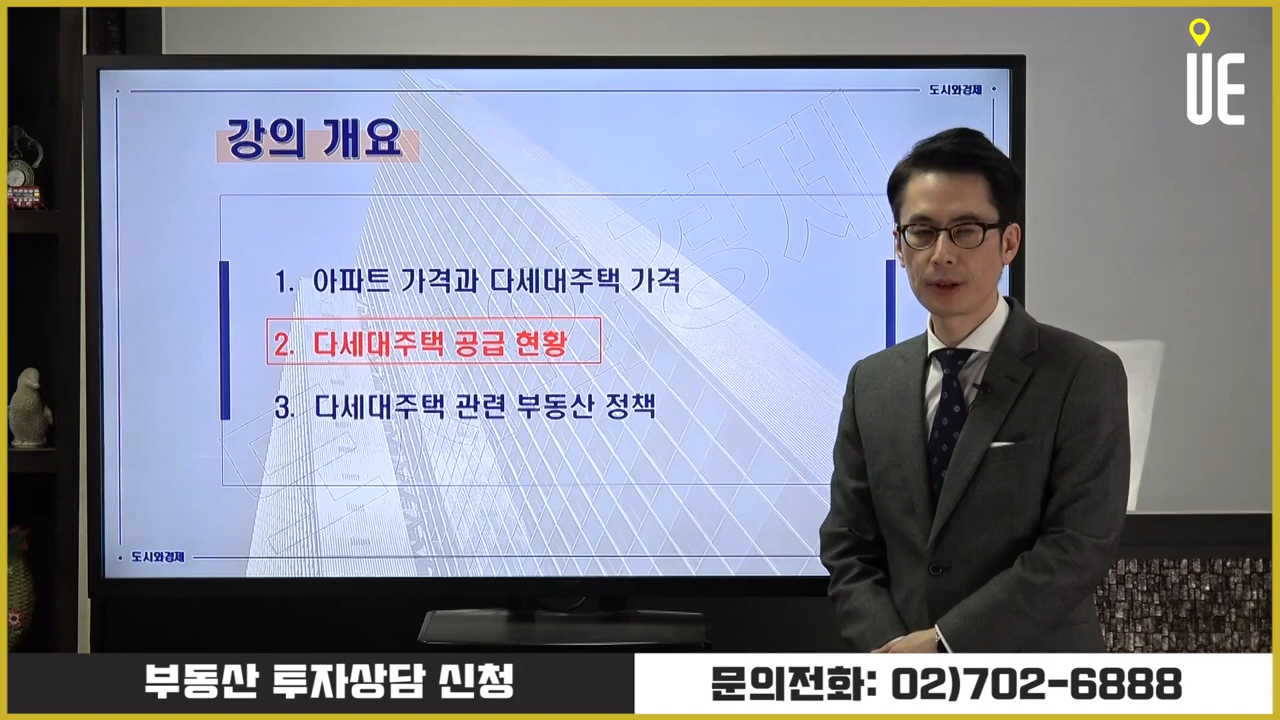 도시와경제
UE
강의 개요
1. 아파트 가격과 다세대주택 가격
2. 다세대주택 공급 현황
3. 다세대주택 관련 부동산 정책
도시와경제
부동산 투자상담 신청
문의전화: 02)702-6888